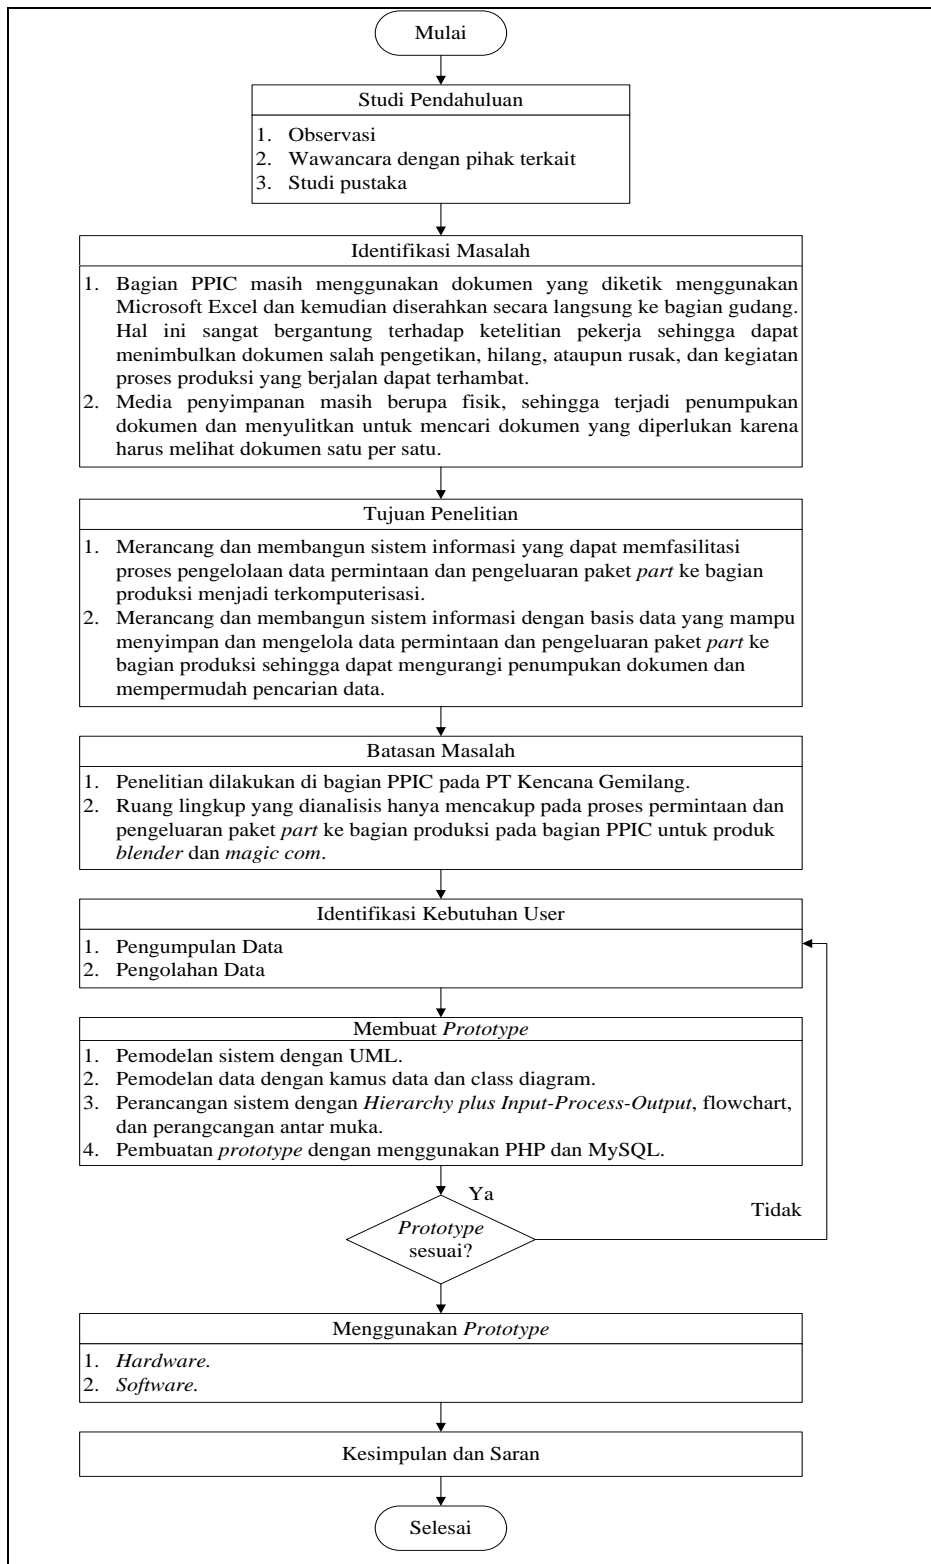 Mulai
Studi Pendahuluan
1. Observasi
2. Wawancara dengan pihak terkait
3. Studi pustaka
Identifikasi Masalah
1. Bagian PPIC masih menggunakan dokumen yang diketik menggunakan
Microsoft Excel dan kemudian diserahkan secara langsung ke bagian gudang.
Hal ini sangat bergantung terhadap ketelitian pekerja sehingga dapat
menimbulkan dokumen salah pengetikan, hilang, ataupun rusak, dan kegiatan
proses produksi yang berjalan dapat terhambat.
2. Media penyimpanan masih berupa fisik, sehingga terjadi penumpukan
dokumen dan menyulitkan untuk mencari dokumen yang diperlukan karena
harus melihat dokumen satu per satu.
Tujuan Penelitian
1. Merancang dan membangun sistem informasi yang dapat memfasilitasi
proses pengelolaan data permintaan dan pengeluaran paket part ke bagian
produksi menjadi terkomputerisasi.
2. Merancang dan membangun sistem informasi dengan basis data yang mampu
menyimpan dan mengelola data permintaan dan pengeluaran paket part ke
bagian produksi sehingga dapat mengurangi penumpukan dokumen dan
mempermudah pencarian data.
Batasan Masalah
1. Penelitian dilakukan di bagian PPIC pada PT Kencana Gemilang.
2. Ruang lingkup yang dianalisis hanya mencakup pada proses permintaan dan
pengeluaran paket part ke bagian produksi pada bagian PPIC untuk produk
blender dan magic com.
Identifikasi Kebutuhan User
1. Pengumpulan Data
2. Pengolahan Data
Membuat Prototype
1. Pemodelan sistem dengan UML.
2. Pemodelan data dengan kamus data dan class diagram.
3. Perancangan sistem dengan Hierarchy plus Input-Process-Output, flowchart,
dan perangcangan antar muka.
4. Pembuatan prototype dengan menggunakan PHP dan MySQL.
Ya
Tidak
Prototype
sesuai?
Menggunakan Prototype
1. Hardware.
2. Software.
Kesimpulan dan Saran
Selesai